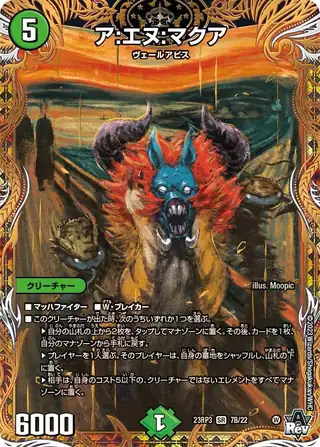 5
ア:エヌ:マクア
ヴェールアビス
illus. Moopic
クリーチャー
■マッハファイター ■W・ブレイカー
■このクリーチャーが出た時、次のうちいずれか1つを選ぶ。
▶自分の山札の上から2枚を、タップしてマナゾーンに置く。その後、カードを1枚、
自分のマナゾーンから手札に戻す。
▶プレイヤーを1人選ぶ。そのプレイヤーは、自身の墓地をシャッフルし、山札の下
に置く。
▶相手は、自身のコスト5以下の、クリーチャーではないエレメントをすべてマナ
ゾーンに置く。
6000
1
23RP3 SR 7B/22
Rev